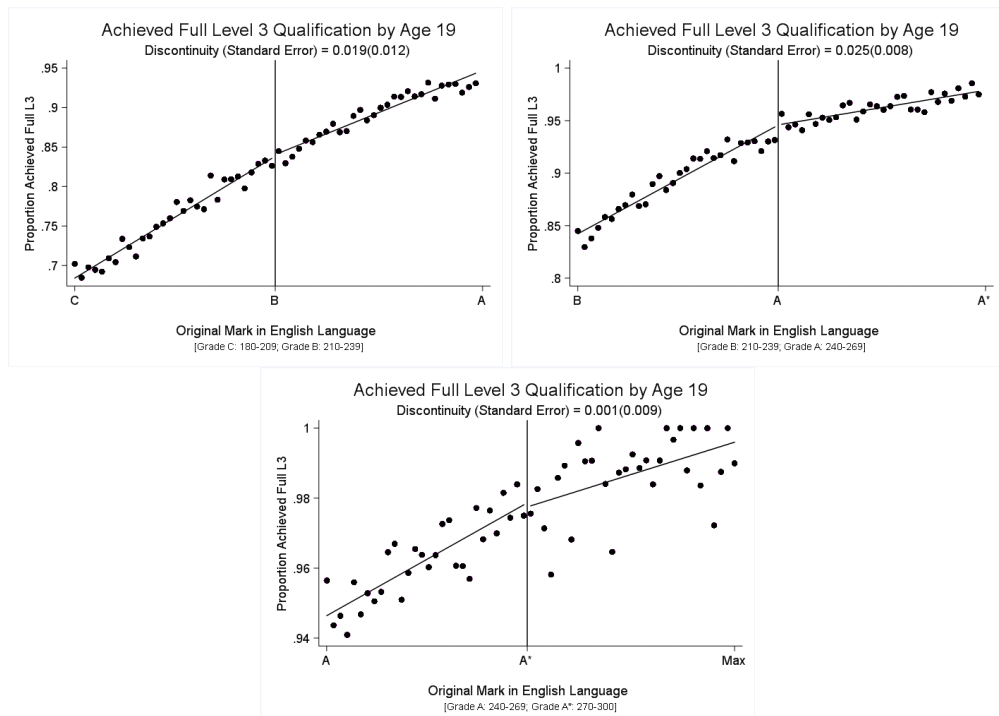 Achieved Full Level 3 Qualification by Age 19
Discontinuity (Standard Error) = 0.019(0.012)
Proportion Achieved Full L3
.95
.9
.85
.8
.75
.7
C
B
A
Original Mark in English Language
[Grade C: 180-209; Grade B: 210-239]
Achieved Full Level 3 Qualification by Age 19
Discontinuity (Standard Error) = 0.025(0.008)
Proportion Achieved Full L3
1
.95
.9
.85
.8
B
A
A*
Original Mark in English Language
[Grade B: 210-239; Grade A: 240-269]
Achieved Full Level 3 Qualification by Age 19
Discontinuity (Standard Error) = 0.001(0.009)
Proportion Achieved Full L3
1
.98
.96
.94
A
A*
Max
Original Mark in English Language
[Grade A: 240-269; Grade A*: 270-300]